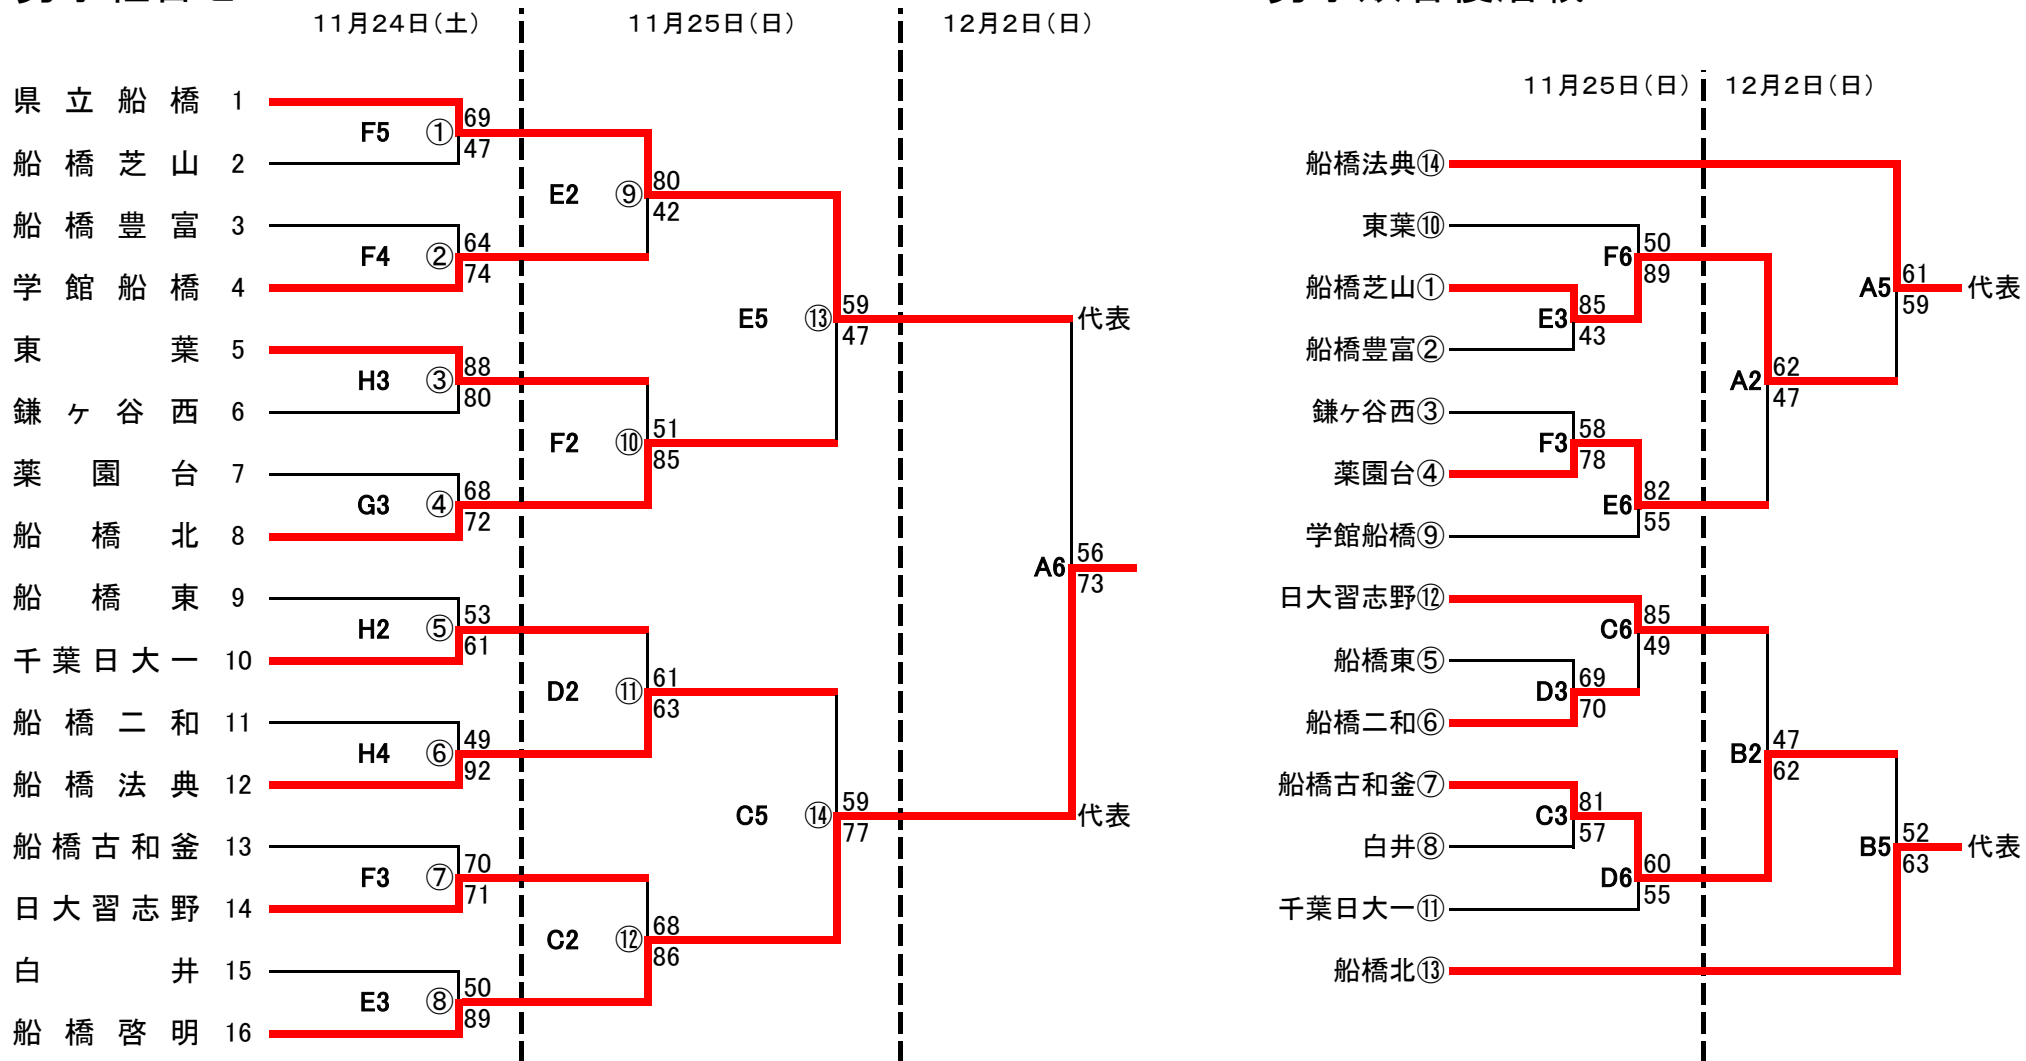 11月24日(土)
11月25日(日)
12月2日(日)
県立船橋 1
69
F5 ①
47
船橋芝山 2
80
E2 ⑨
42
船橋豊富 3
64
F4 ②
74
学館船橋 4
59
E5 ⑬
47
代表
東葉 5
88
H3 ③
80
鎌ヶ谷西 6
51
F2 ⑩
85
薬園台 7
68
G3 ④
72
船橋北 8
56
A6
73
船橋東 9
53
H2 ⑤
61
千葉日大一 10
61
D2 ⑪
63
船橋二和 11
49
H4 ⑥
92
船橋法典 12
59
C5 ⑭
77
代表
船橋古和釜 13
70
F3 ⑦
71
日大習志野 14
68
C2 ⑫
86
白井 15
50
E3 ⑧
89
船橋啓明 16
11月25日(日)
12月2日(日)
船橋法典⑭
東葉⑩
50
F6
89
船橋芝山①
61
A5
59
代表
85
E3
43
船橋豊富②
62
A2
47
鎌ヶ谷西③
58
F3
78
薬園台④
82
E6
55
学館船橋⑨
日大習志野⑫
85
C6
49
船橋東⑤
69
D3
70
船橋二和⑥
47
B2
62
船橋古和釜⑦
81
C3
57
白井⑧
52
B5
63
代表
60
D6
55
千葉日大一⑪
船橋北⑬